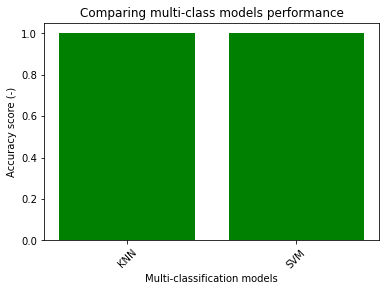 Comparing multi-class models performance
1.0
0.8
0.6
0.4
0.2
0.0
Accuracy score (-)
KNN
SVM
Multi-classification models